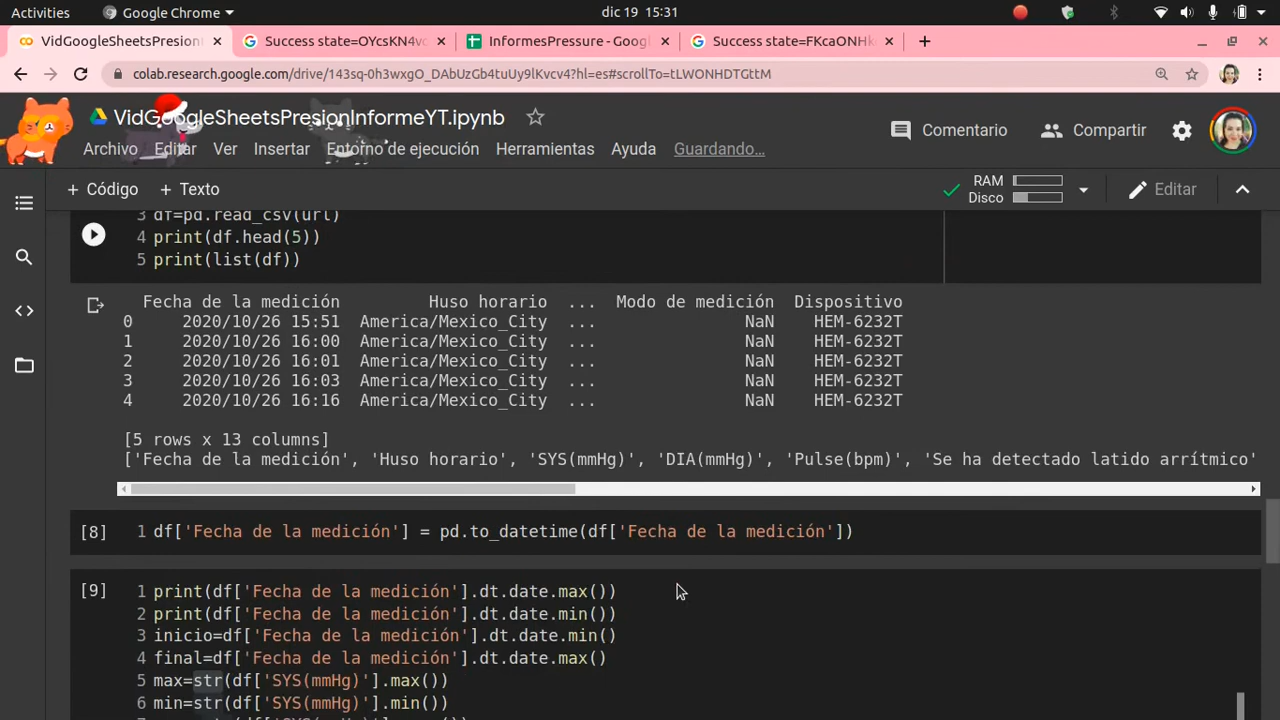 Activities Google Chrome dic 19 15:31
VidGoogleSheetsPresionI Success state=OYcsKN4v InformesPressure - Goog Success state=FKcaONH
colab.research.google.com/drive/143sq-0h3wxgO_DAbUzGb4tuUy9lKvcv4?hl=es#scrollTo=tLWONHDTGttM
VidGoogleSheetsPresionInformeYT.ipynb
Comentario Compartir
Archivo Editar Ver Insertar Entorno de ejecución Herramientas Ayuda Guardando...
+ Código + Texto RAM Disco Editar
3 df=pd.read_csv(url)
4 print(df.head(5))
5 print(list(df))
Fecha de la medición Huso horario ... Modo de medición Dispositivo
0 2020/10/26 15:51 America/Mexico_City ... NaN HEM-6232T
1 2020/10/26 16:00 America/Mexico_City ... NaN HEM-6232T
2 2020/10/26 16:01 America/Mexico_City ... NaN HEM-6232T
3 2020/10/26 16:03 America/Mexico_City ... NaN HEM-6232T
4 2020/10/26 16:16 America/Mexico_City ... NaN HEM-6232T
[5 rows x 13 columns]
['Fecha de la medición', 'Huso horario', 'SYS(mmHg)', 'DIA(mmHg)', 'Pulse(bpm)', 'Se ha detectado latido arrítmico'
[8] 1 df['Fecha de la medición'] = pd.to_datetime(df['Fecha de la medición'])
[9] 1 print(df['Fecha de la medición'].dt.date.max())
2 print(df['Fecha de la medición'].dt.date.min())
3 inicio=df['Fecha de la medición'].dt.date.min()
4 final=df['Fecha de la medición'].dt.date.max()
5 max=str(df['SYS(mmHg)'].max())
6 min=str(df['SYS(mmHg)'].min())